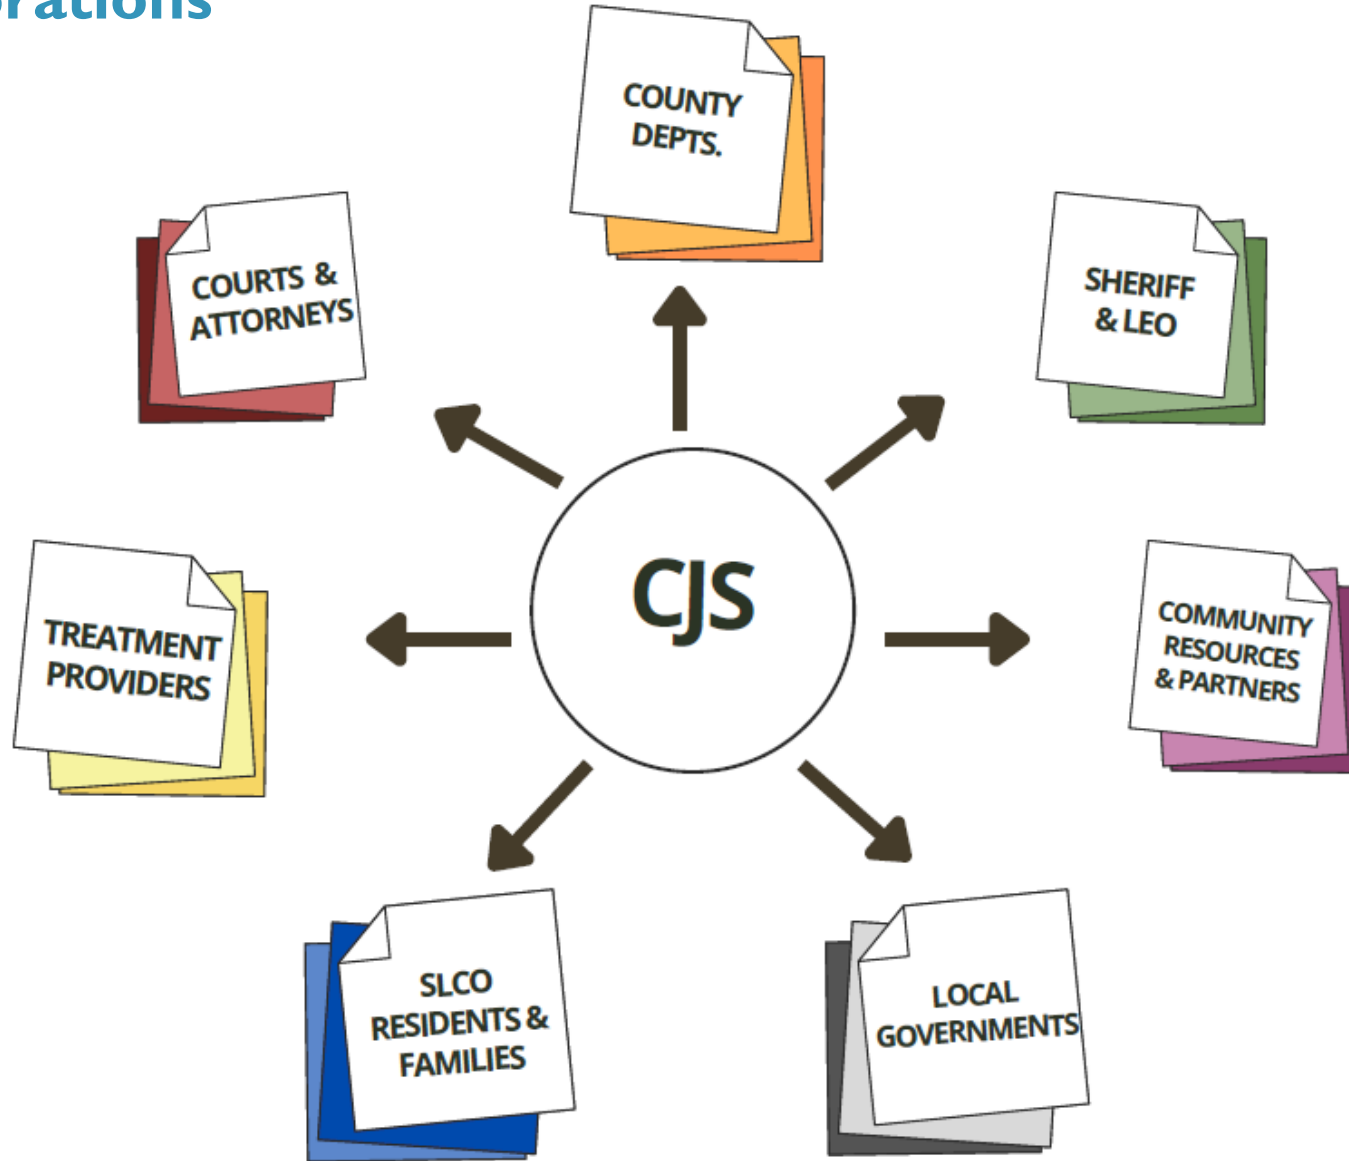 COUNTY
DEPTS.
COURTS &
ATTORNEYS
SHERIFF
& LEO
CJS
TREATMENT
PROVIDERS
COMMUNITY
RESOURCES
& PARTNERS
SLCO
RESIDENTS &
FAMILIES
LOCAL
GOVERNMENTS